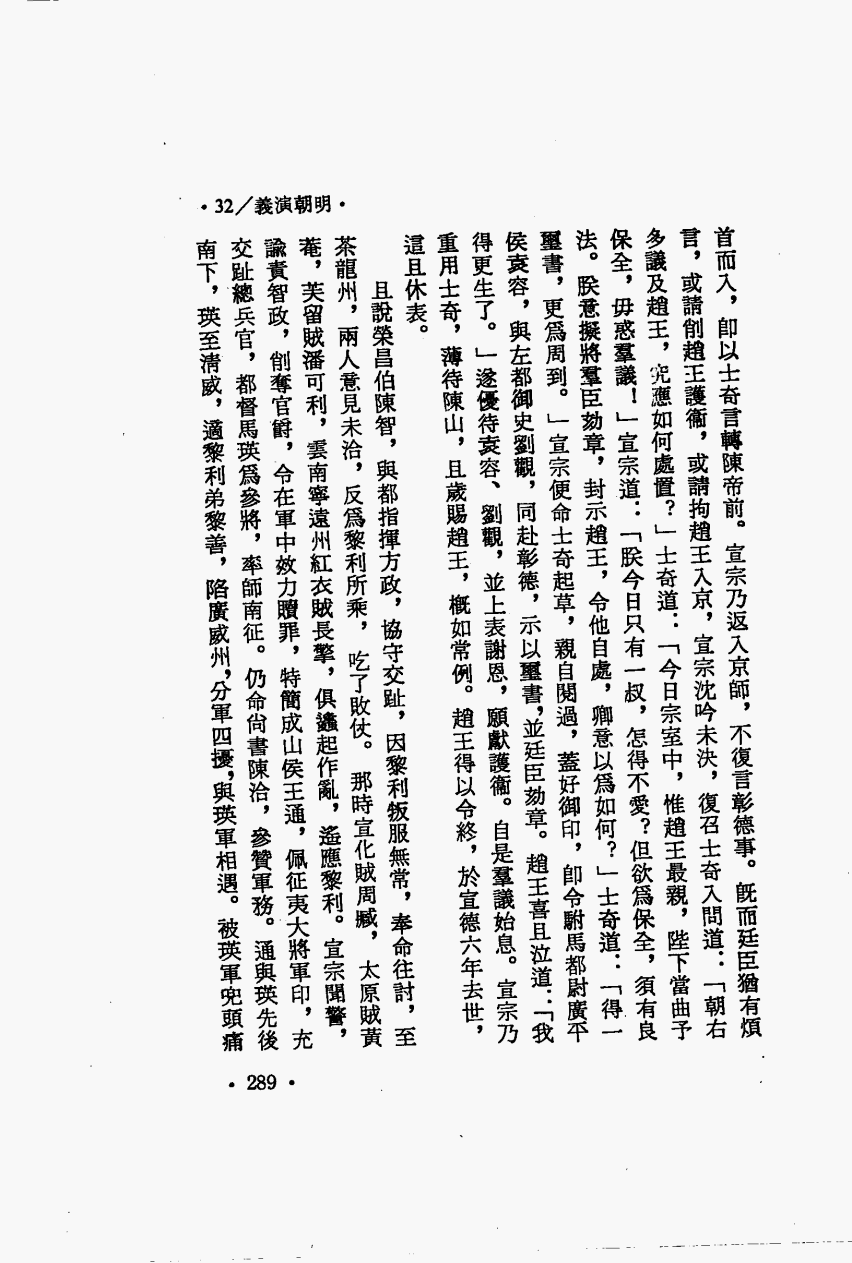 •32／義演朝明•
首而入，卽以士奇言轉陳帝前。宣宗乃返入京師，不復言彰德事。旣而廷臣猶有煩
言，或請削趙王護衞，或請拘趙王入京，宣宗沈吟未決，復召士奇入問道：「朝右
多議及趙王，究應如何處置？」士奇道：「今日宗室中，惟趙王最親，陛下當曲予
保全，毋惑羣議！」宣宗道：「朕今日只有一叔，怎得不愛？但欲爲保全，須有良
法。朕意擬將羣臣劾章，封示趙王，令他自處，卿意以爲如何？」士奇道：「得一
璽書，更爲周到。」宣宗便命士奇起草，親自閱過，蓋好御印，卽令駙馬都尉廣平
侯袁容，與左都御史劉觀，同赴彰德，示以璽書，並廷臣劾章。趙王喜且泣道：「我
得更生了。」遂優待袁容、劉觀，並上表謝恩，願獻護衞。自是羣議始息。宣宗乃
重用士奇，薄待陳山，且歲賜趙王，槪如常例。趙王得以令終，於宣德六年去世，
這且休表。
且說榮昌伯陳智，與都指揮方政，協守交趾，因黎利叛服無常，奉命往討，至
茶龍州，兩人意見未洽，反爲黎利所乘，吃了敗仗。那時宣化賊周臧，太原賊黃
菴，芙留賊潘可利，雲南寧遠州紅衣賊長擎，俱蠭起作亂，遙應黎利。宣宗聞警，
諭責智政，削奪官爵，令在軍中效力贖罪，特簡成山侯王通，佩征夷大將軍印，充
交趾總兵官，都督馬瑛爲參將，率師南征。仍命尙書陳洽，參贊軍務。通與瑛先後
南下，瑛至淸威，適黎利弟黎善，陷廣威州，分軍四擾，與瑛軍相遇。被瑛軍兜頭痛
•289•